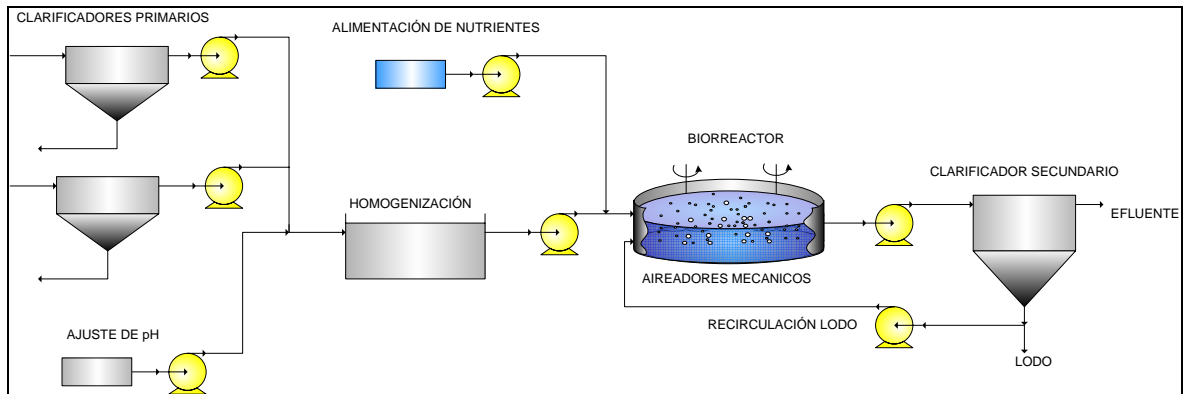 CLARIFICADORES PRIMARIOS
ALIMENTACIÓN DE NUTRIENTES
BIORREACTOR
CLARIFICADOR SECUNDARIO
HOMOGENIZACIÓN
EFLUENTE
AIREADORES MECANICOS
RECIRCULACIÓN LODO
AJUSTE DE pH
LODO